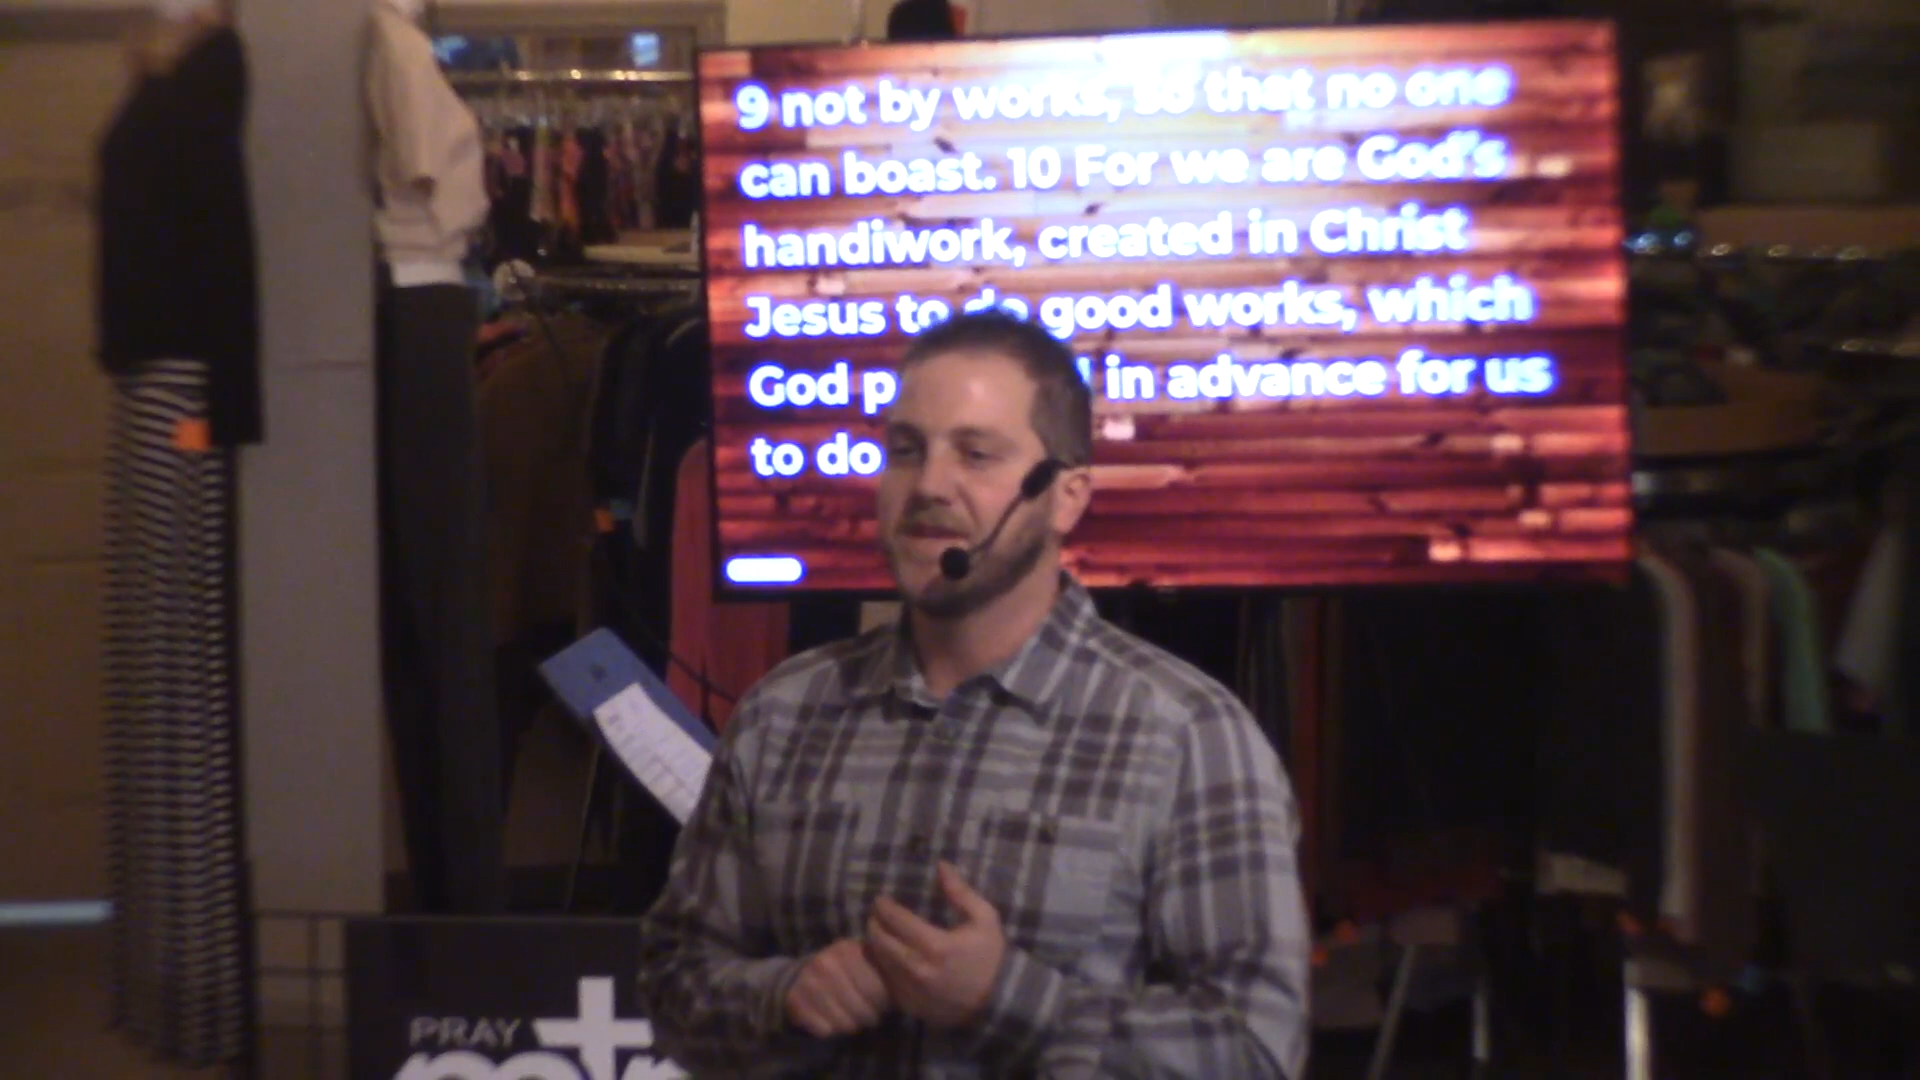 9 not by works, so that no one
can boast. 10 For we are God's
handiwork, created in Christ
Jesus to do good works, which
God p in advance for us
to do
PRAY